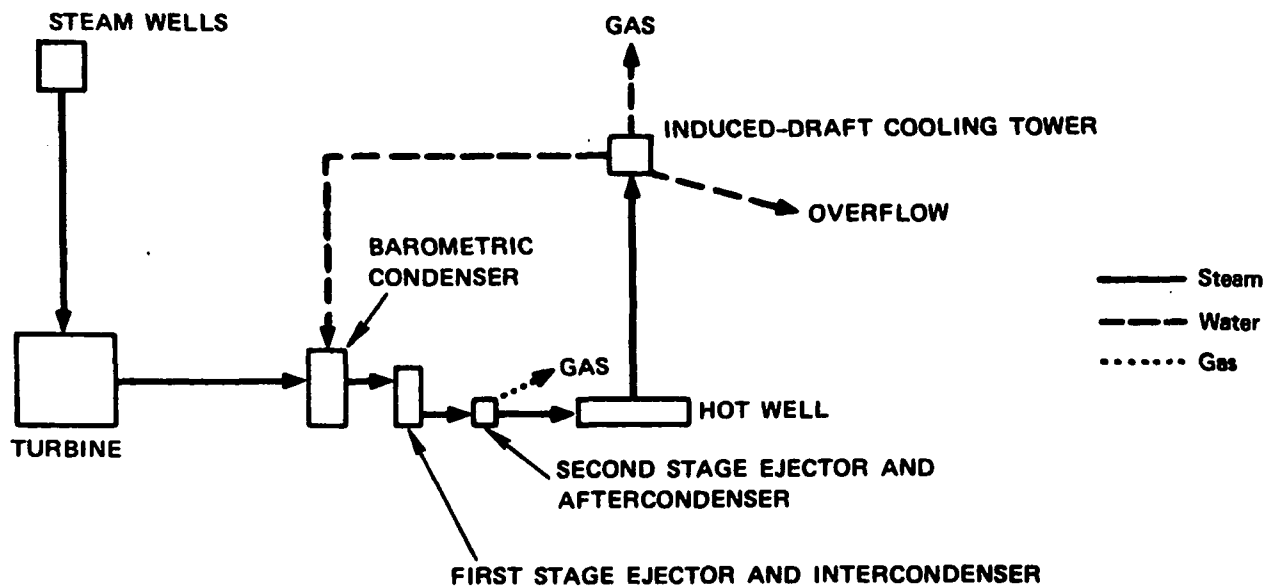 STEAM WELLS
GAS
INDUCED-DRAFT COOLING TOWER
OVERFLOW
BAROMETRIC
CONDENSER
Steam
Water
Gas
GAS
HOT WELL
TURBINE
SECOND STAGE EJECTOR AND
AFTERCONDENSER
FIRST STAGE EJECTOR AND INTERCONDENSER